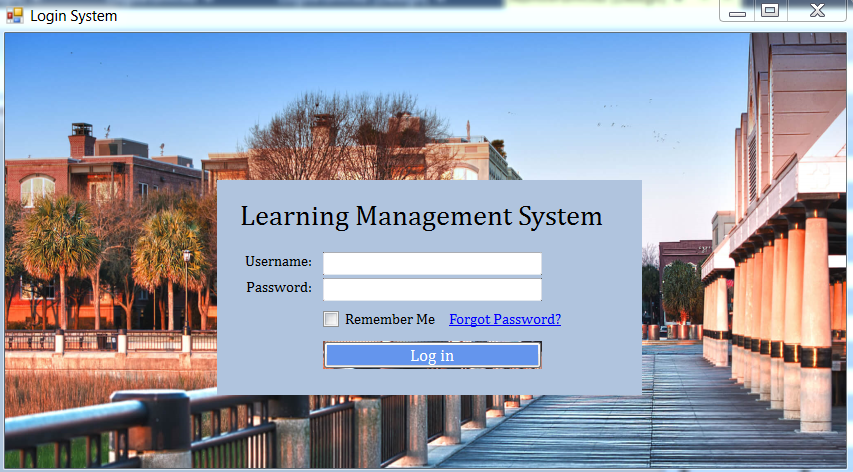 Login System
Learning Management System
Username:
Password:
Remember Me Forgot Password?
Log in